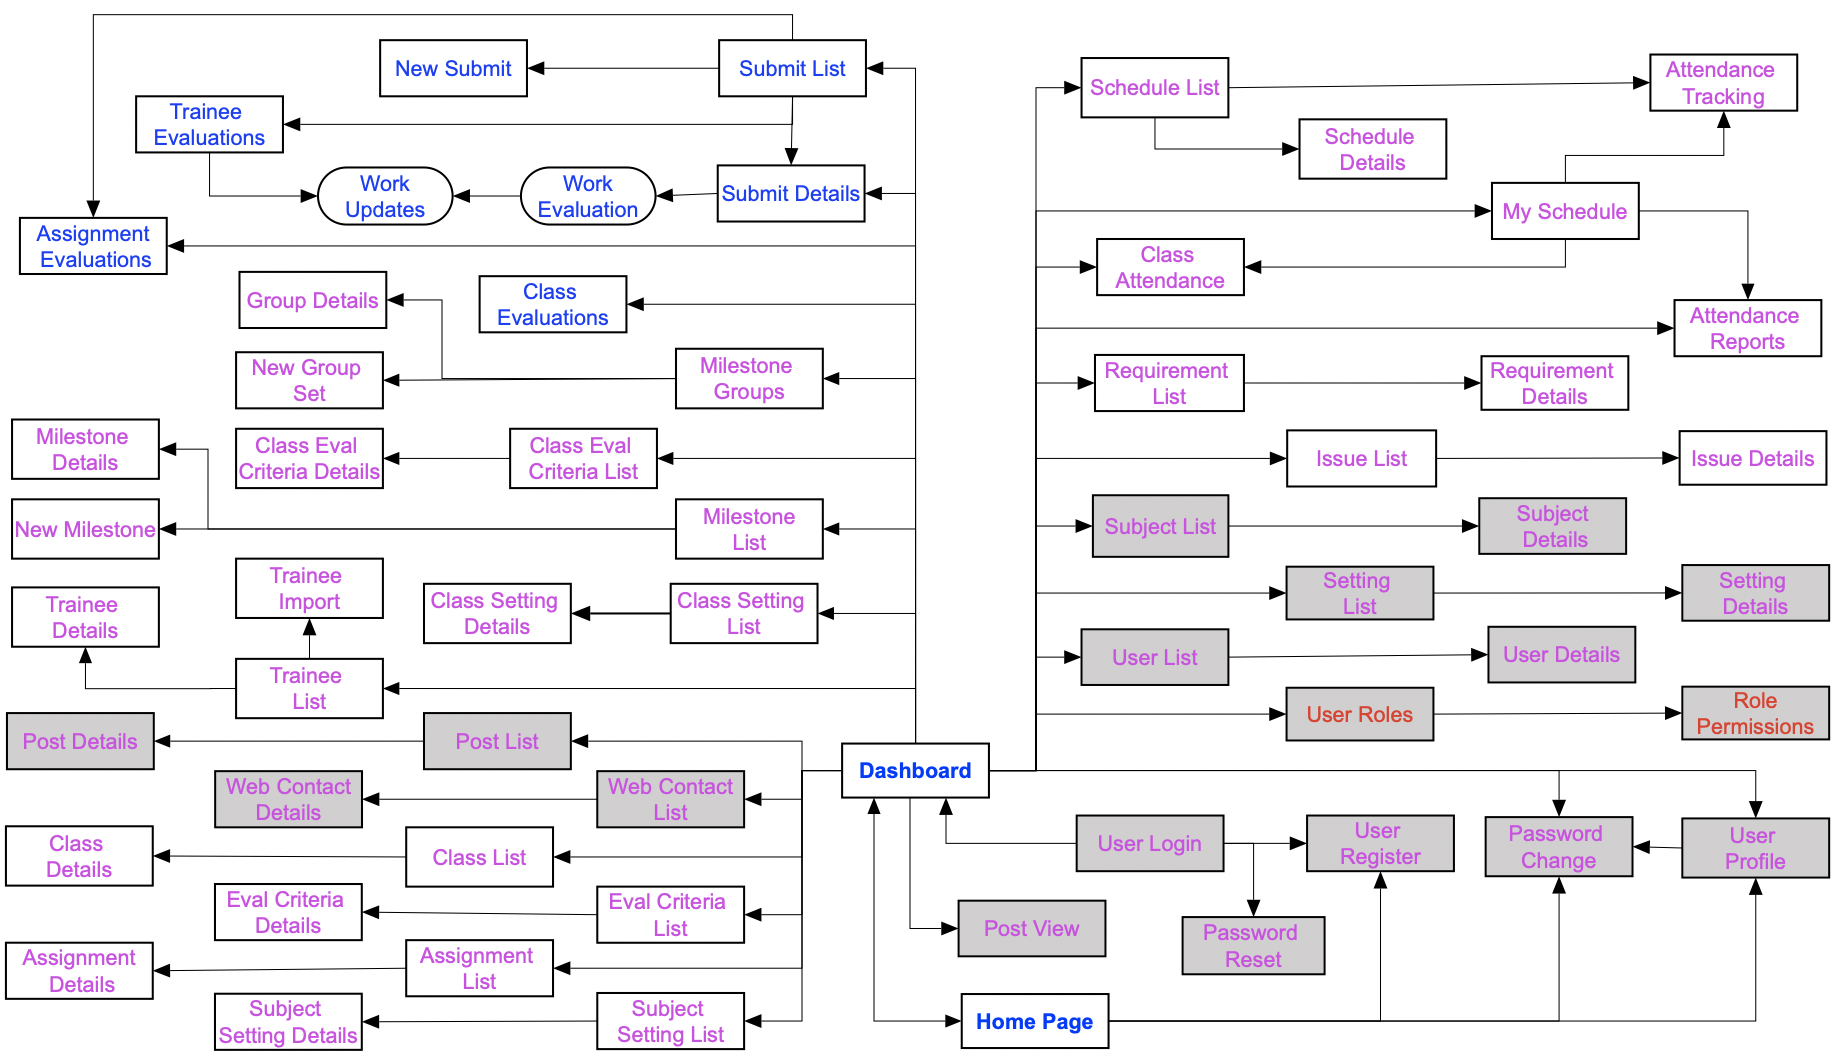 New Submit
Submit List
Trainee
Evaluations
Work
Updates
Work
Evaluation
Submit Details
Assignment
Evaluations
Group Details
Class
Evaluations
New Group
Set
Milestone
Groups
Milestone
Details
Class Eval
Criteria Details
Class Eval
Criteria List
New Milestone
Milestone
List
Trainee
Import
Trainee
Details
Class Setting
Details
Class Setting
List
Trainee
List
Post Details
Post List
Web Contact
Details
Web Contact
List
Class
Details
Class List
Eval Criteria
Details
Eval Criteria
List
Assignment
Details
Assignment
List
Subject
Setting Details
Subject
Setting List
Dashboard
Schedule List
Attendance
Tracking
Schedule
Details
My Schedule
Class
Attendance
Attendance
Reports
Requirement
List
Requirement
Details
Issue List
Issue Details
Subject List
Subject
Details
Setting
List
Setting
Details
User List
User Details
User Roles
Role
Permissions
User Login
User
Register
Password
Change
User
Profile
Post View
Password
Reset
Home Page